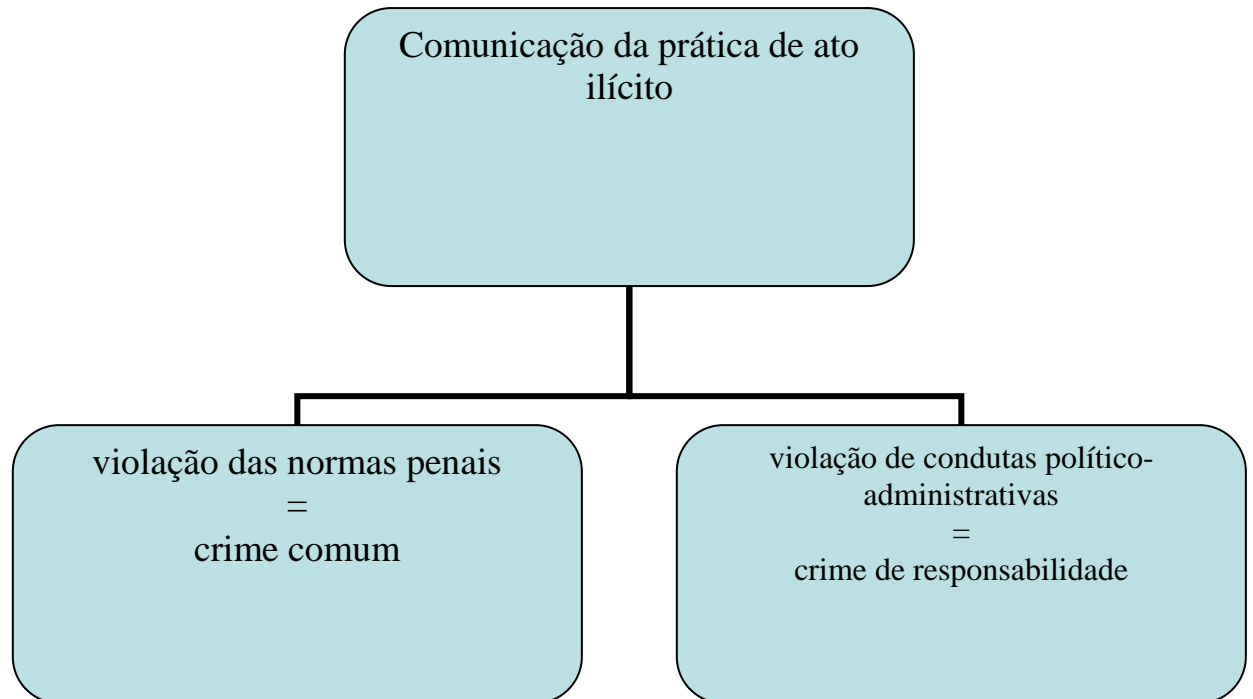 Comunicação da prática de ato
ilícito
violação das normas penais
=
crime comum
violação de condutas político-
administrativas
=
crime de responsabilidade